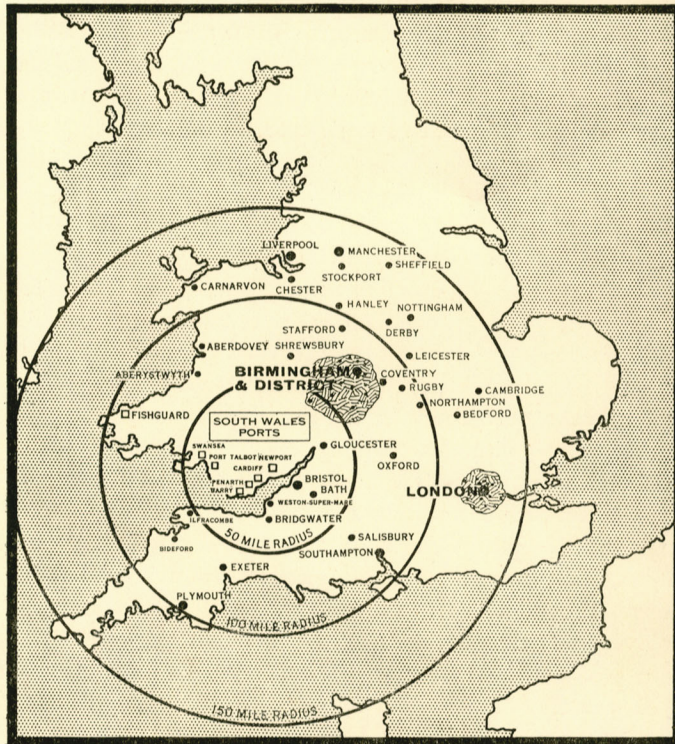 LIVERPOOL
MANCHESTER
STOCKPORT
SHEFFIELD
CARNARVON
CHESTER
HANLEY
NOTTINGHAM
STAFFORD
DERBY
ABERDOVEY
SHREWSBURY
LEICESTER
ABERYSTWYTH
BIRMINGHAM
& DISTRICT
COVENTRY
RUGBY
CAMBRIDGE
NORTHAMPTON
BEDFORD
FISHGUARD
SOUTH WALES
PORTS
SWANSEA
PORT TALBOT
NEWPORT
CARDIFF
PENARTH
BARRY
GLOUCESTER
OXFORD
BRISTOL
BATH
LONDON
WESTON-SUPER-MARE
ILFRACOMBE
BRIDGWATER
BIDEFORD
50 MILE RADIUS
SALISBURY
SOUTHAMPTON
EXETER
PLYMOUTH
100 MILE RADIUS
150 MILE RADIUS